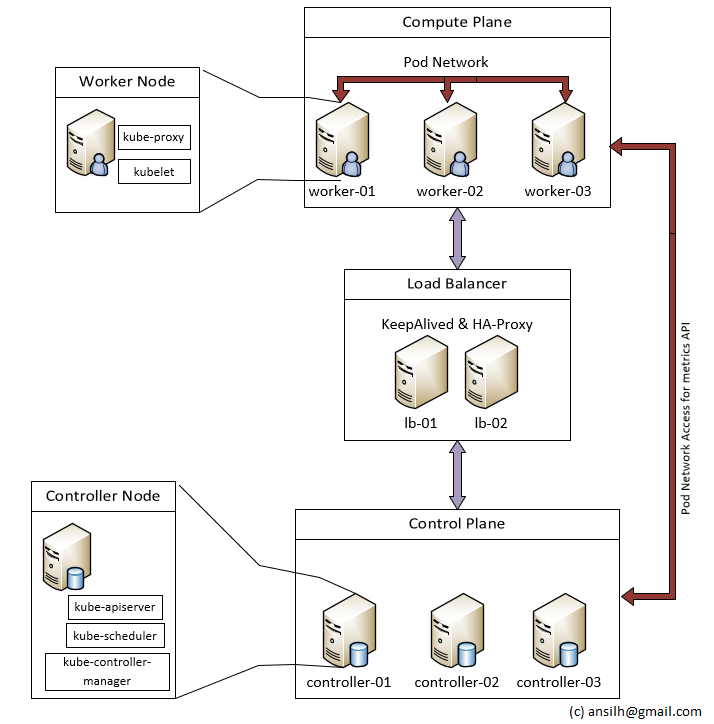 Compute Plane
Pod Network
worker-01
worker-02
worker-03
Worker Node
kube-proxy
kubelet
Load Balancer
KeepAlived & HA-Proxy
lb-01
lb-02
Pod Network Access for metrics API
Controller Node
kube-apiserver
kube-scheduler
kube-controller-
manager
Control Plane
controller-01
controller-02
controller-03
(c) ansilh@gmail.com